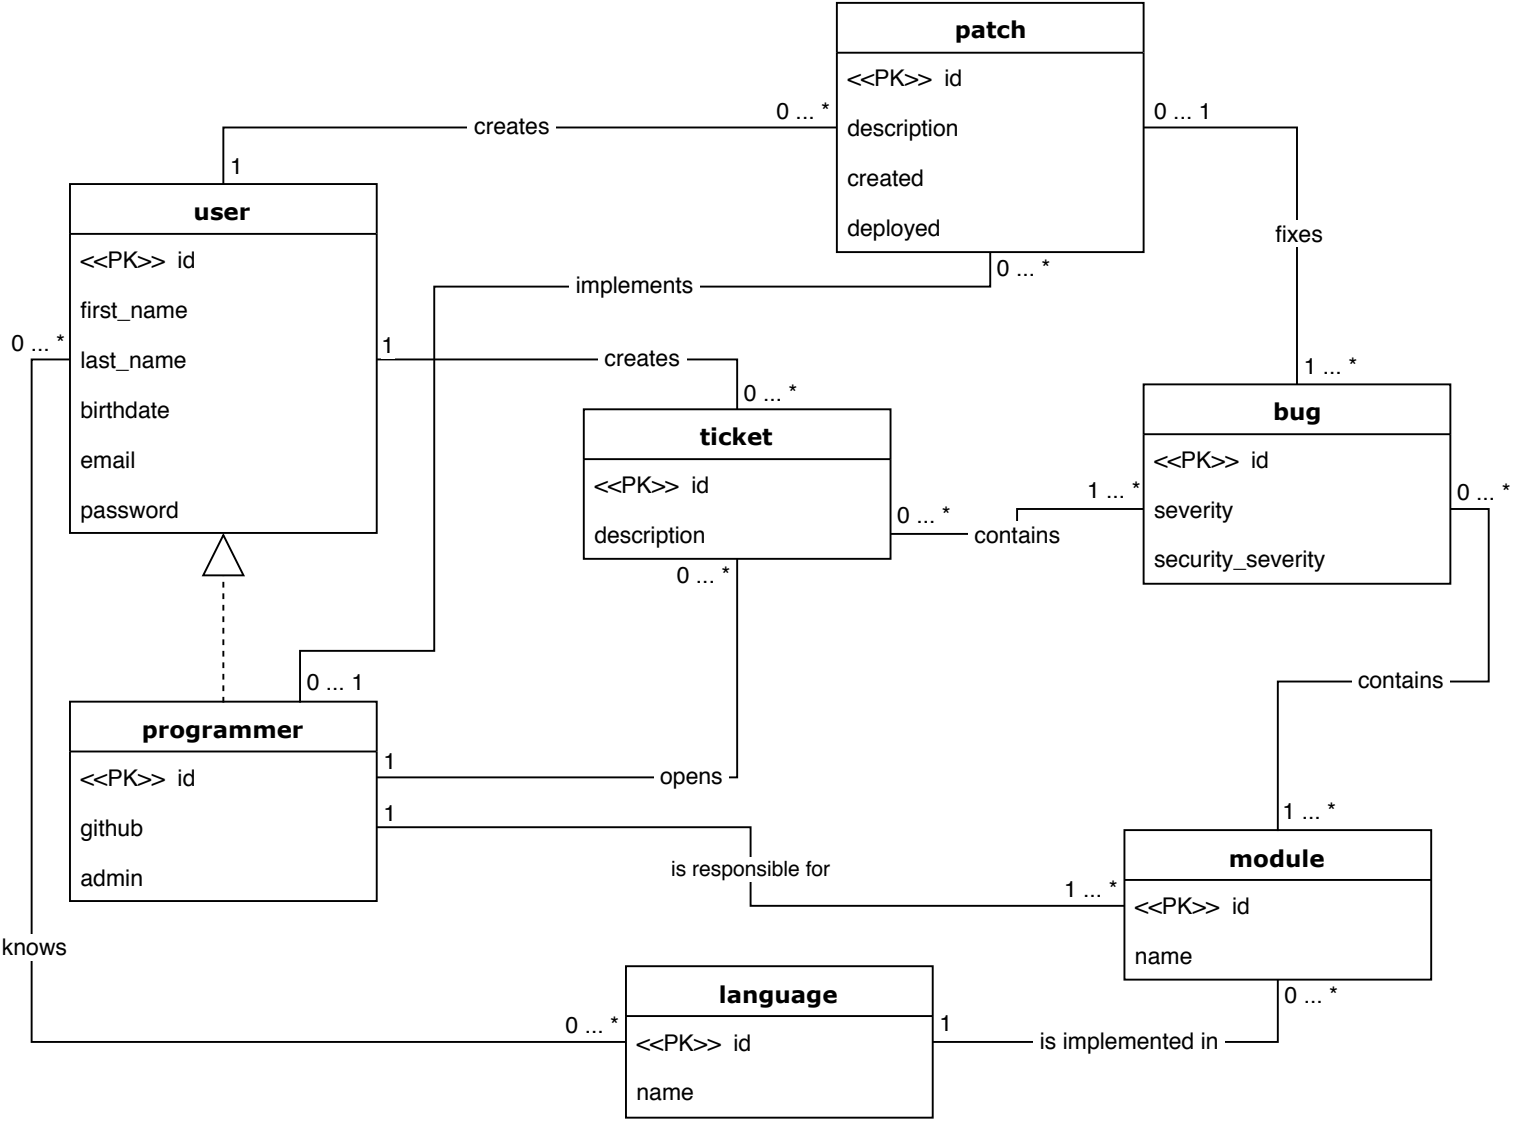 patch
<<PK>> id
description
created
deployed
0 ... *
creates
1
0 ... 1
fixes
1 ... *
user
<<PK>> id
first_name
last_name
birthdate
email
password
0 ... *
implements
0 ... 1
0 ... *
knows
0 ... *
1
creates
0 ... *
ticket
<<PK>> id
description
0 ... *
contains
1 ... *
bug
<<PK>> id
severity
security_severity
0 ... *
contains
1 ... *
0 ... *
opens
1
programmer
<<PK>> id
github
admin
1
is responsible for
1 ... *
module
<<PK>> id
name
0 ... *
is implemented in
1
language
<<PK>> id
name